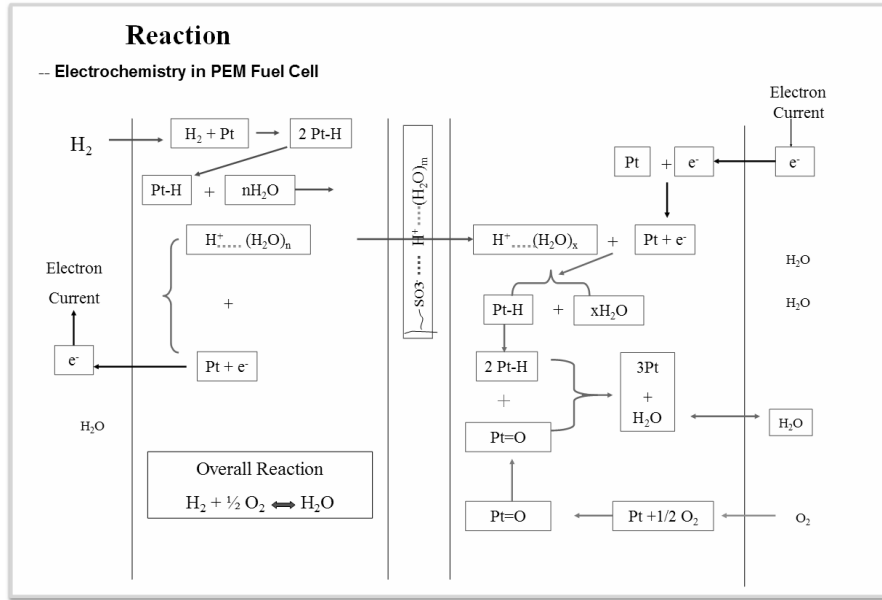 Reaction
-- Electrochemistry in PEM Fuel Cell
Electron
Current
H₂
H₂ + Pt
2 Pt-H
Pt
+
e⁻
e⁻
Pt-H
+
nH₂O
SO3⁻ ····· H⁺ ·····(H₂O)ₘ
H⁺ ...... (H₂O)ₙ
H⁺ .....(H₂O)ₓ
+
Pt + e⁻
H₂O
Electron
Current
+
Pt-H
+
xH₂O
H₂O
e⁻
Pt + e⁻
2 Pt-H
+
Pt=O
3Pt
+
H₂O
H₂O
H₂O
Overall Reaction
H₂ + ½ O₂ ⇔ H₂O
Pt=O
Pt +1/2 O₂
O₂